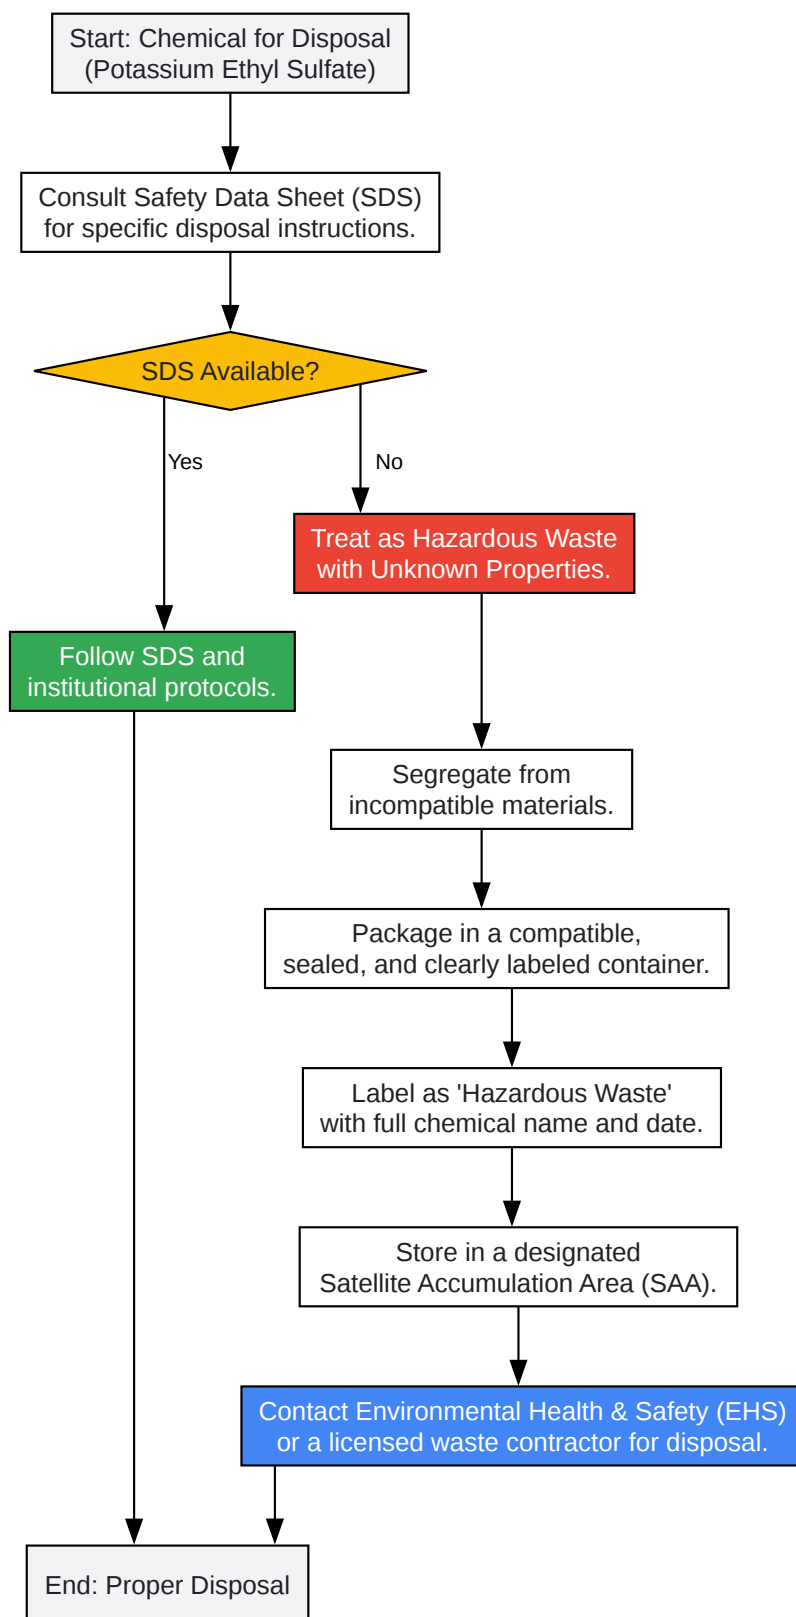 Start: Chemical for Disposal
(Potassium Ethyl Sulfate)
Consult Safety Data Sheet (SDS)
for specific disposal instructions.
SDS Available?
Yes
No
Treat as Hazardous Waste
with Unknown Properties.
Follow SDS and
institutional protocols.
Segregate from
incompatible materials.
Package in a compatible,
sealed, and clearly labeled container.
Label as 'Hazardous Waste'
with full chemical name and date.
Store in a designated
Satellite Accumulation Area (SAA).
Contact Environmental Health & Safety (EHS)
or a licensed waste contractor for disposal.
End: Proper Disposal